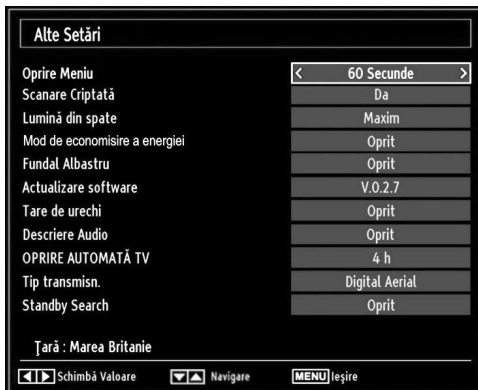 Alte Setări
Oprire Meniu < 60 Secunde >
Scanare Criptată Da
Lumină din spate Maxim
Mod de economisire a energiei Oprit
Fundal Albastru Oprit
Actualizare software V.0.2.7
Tare de urechi Oprit
Descriere Audio Oprit
OPRIRE AUTOMATĂ TV 4 h
Tip transmisn. Digital Aerial
Standby Search Oprit
Ţară : Marea Britanie
Schimbă Valoare Navigare MENU Ieşire